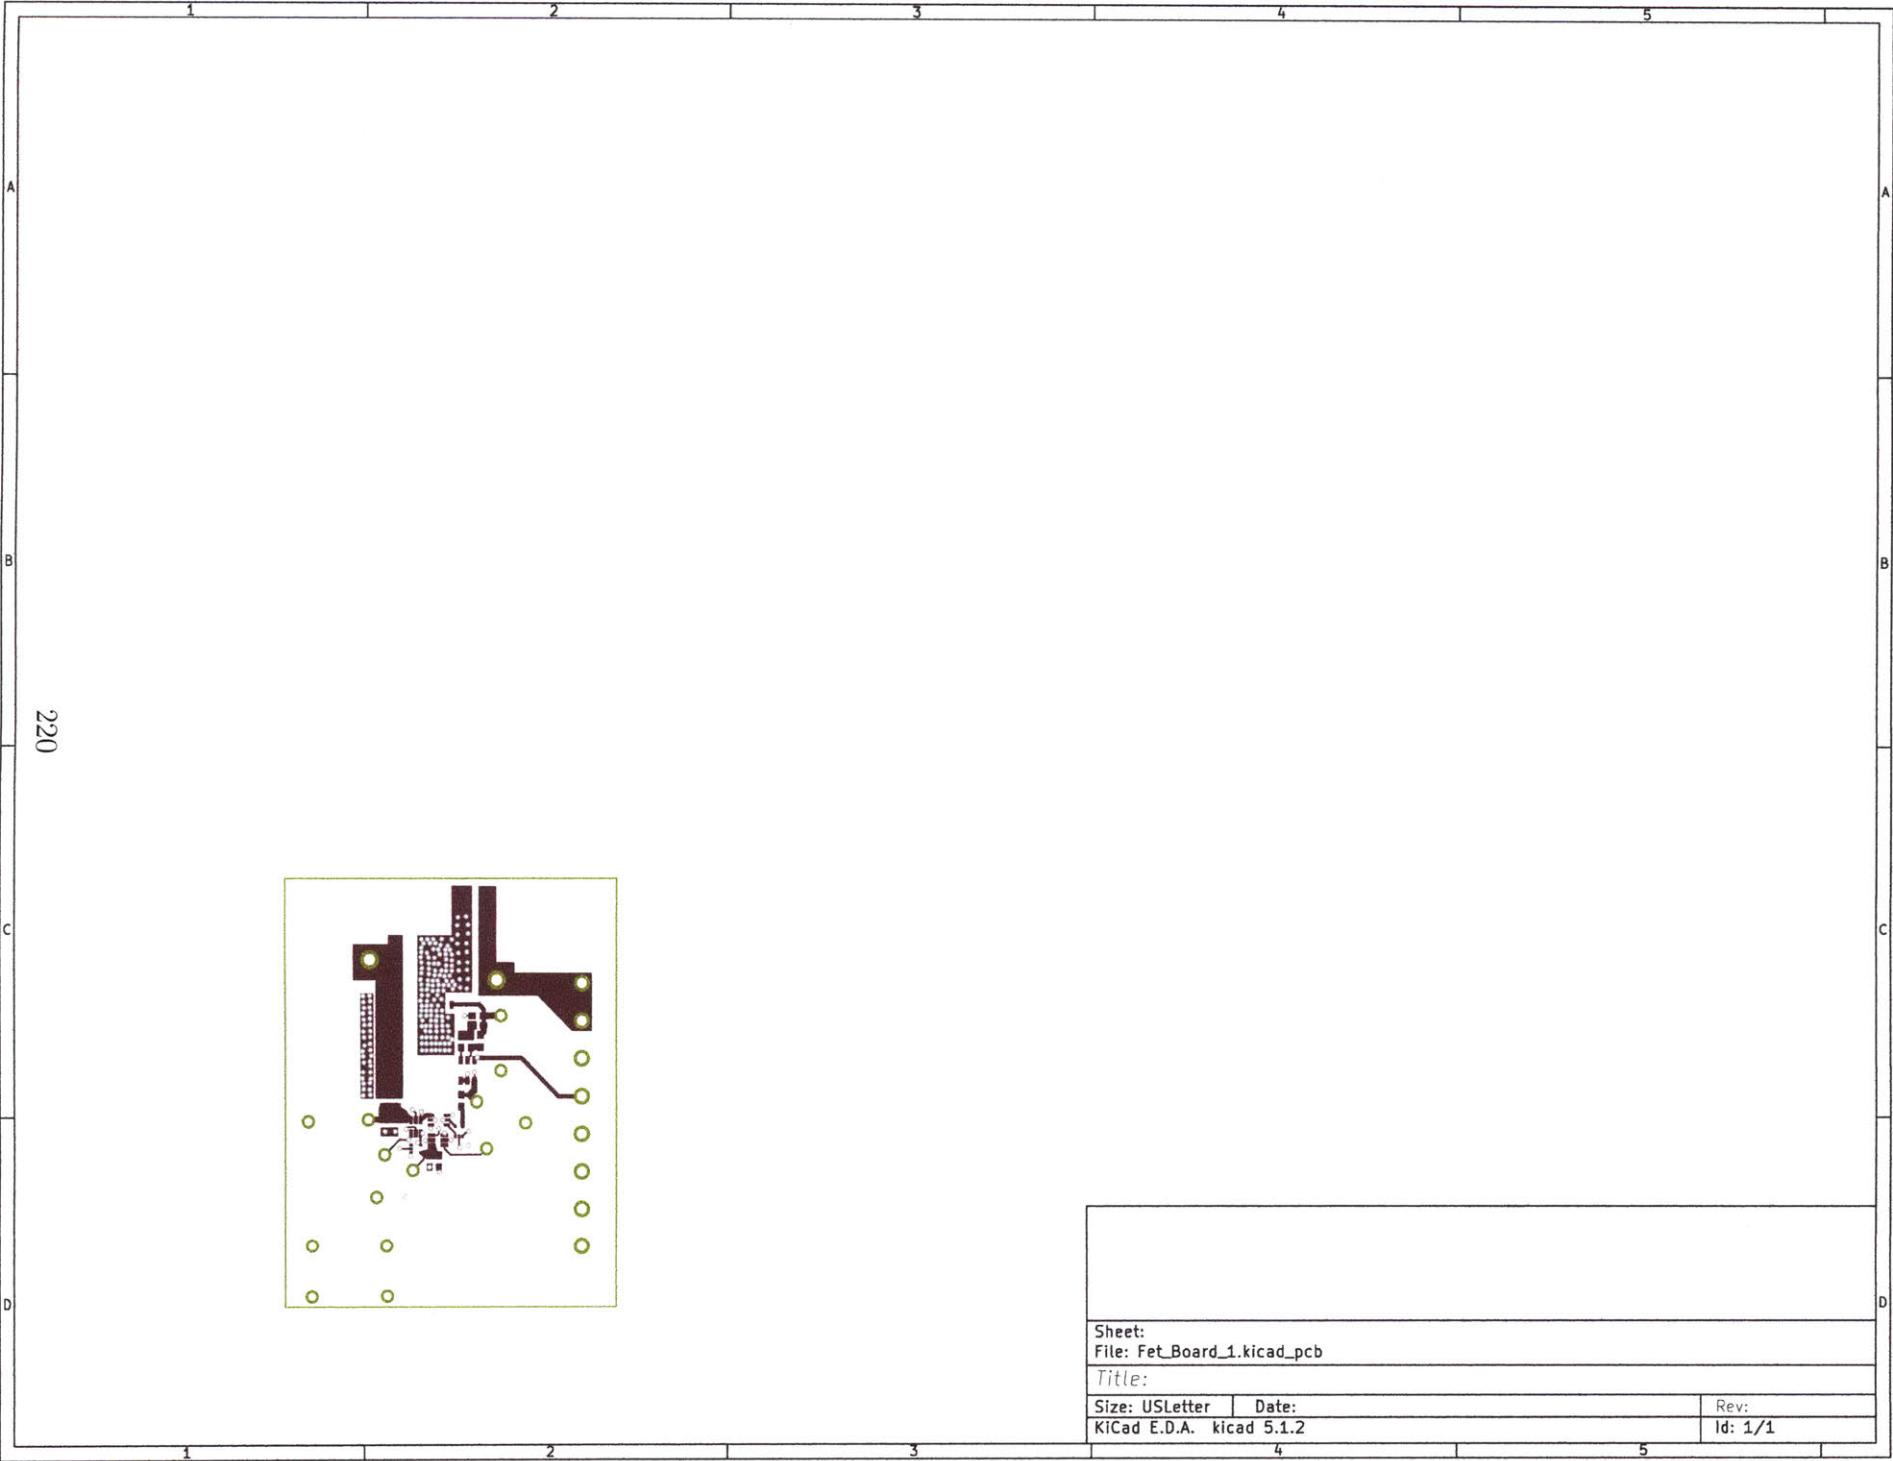 1 2 3 4 5
A A
B B
220
C C
D D
Sheet:
File: Fet_Board_1.kicad_pcb
Title:
Size: USLetter Date: Rev:
KiCad E.D.A. kicad 5.1.2 Id: 1/1
1 2 3 4 5